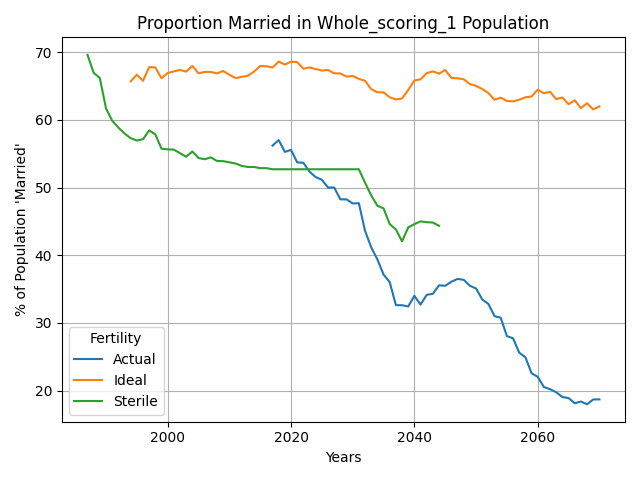 Proportion Married in Whole_scoring_1 Population
% of Population 'Married'
70
60
50
40
30
20
Fertility
Actual
Ideal
Sterile
2000
2020
2040
2060
Years